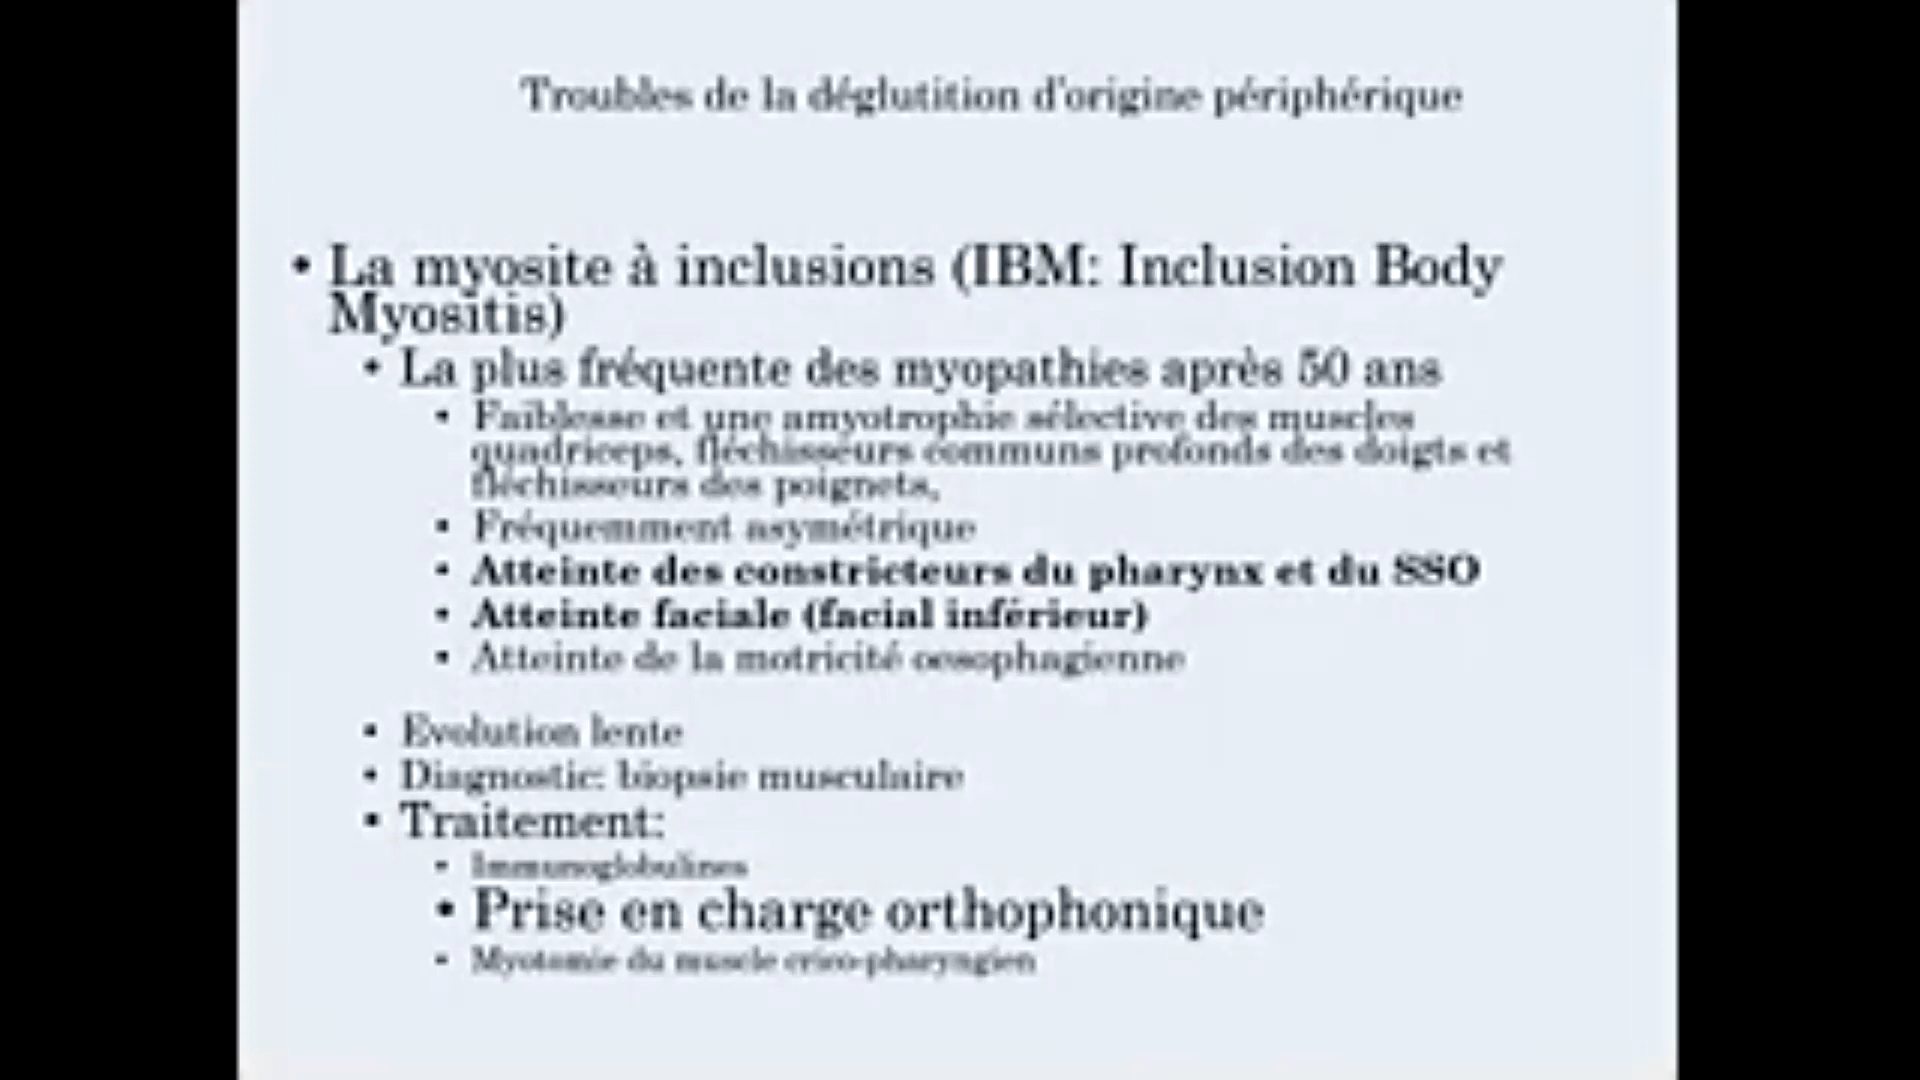 Troubles de la déglutition d'origine périphérique
• La myosite à inclusions (IBM: Inclusion Body
Myositis)
• La plus fréquente des myopathies après 50 ans
• Faiblesse et une amyotrophie sélective des muscles
quadriceps, fléchisseurs communs profonds des doigts et
fléchisseurs des poignets,
• Fréquemment asymétrique
• Atteinte des constricteurs du pharynx et du SSO
• Atteinte faciale (facial inférieur)
• Atteinte de la motricité oesophagienne
• Evolution lente
• Diagnostic: biopsie musculaire
• Traitement:
• Immunoglobulines
• Prise en charge orthophonique
• Myotomie du muscle crico-pharyngien